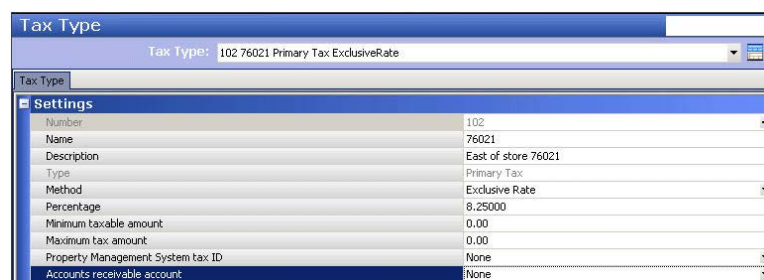 Tax Type
Tax Type: 102 76021 Primary Tax ExclusiveRate
Tax Type
Settings
Number 102
Name 76021
Description East of store 76021
Type Primary Tax
Method Exclusive Rate
Percentage 8.25000
Minimum taxable amount 0.00
Maximum tax amount 0.00
Property Management System tax ID None
Accounts receivable account None